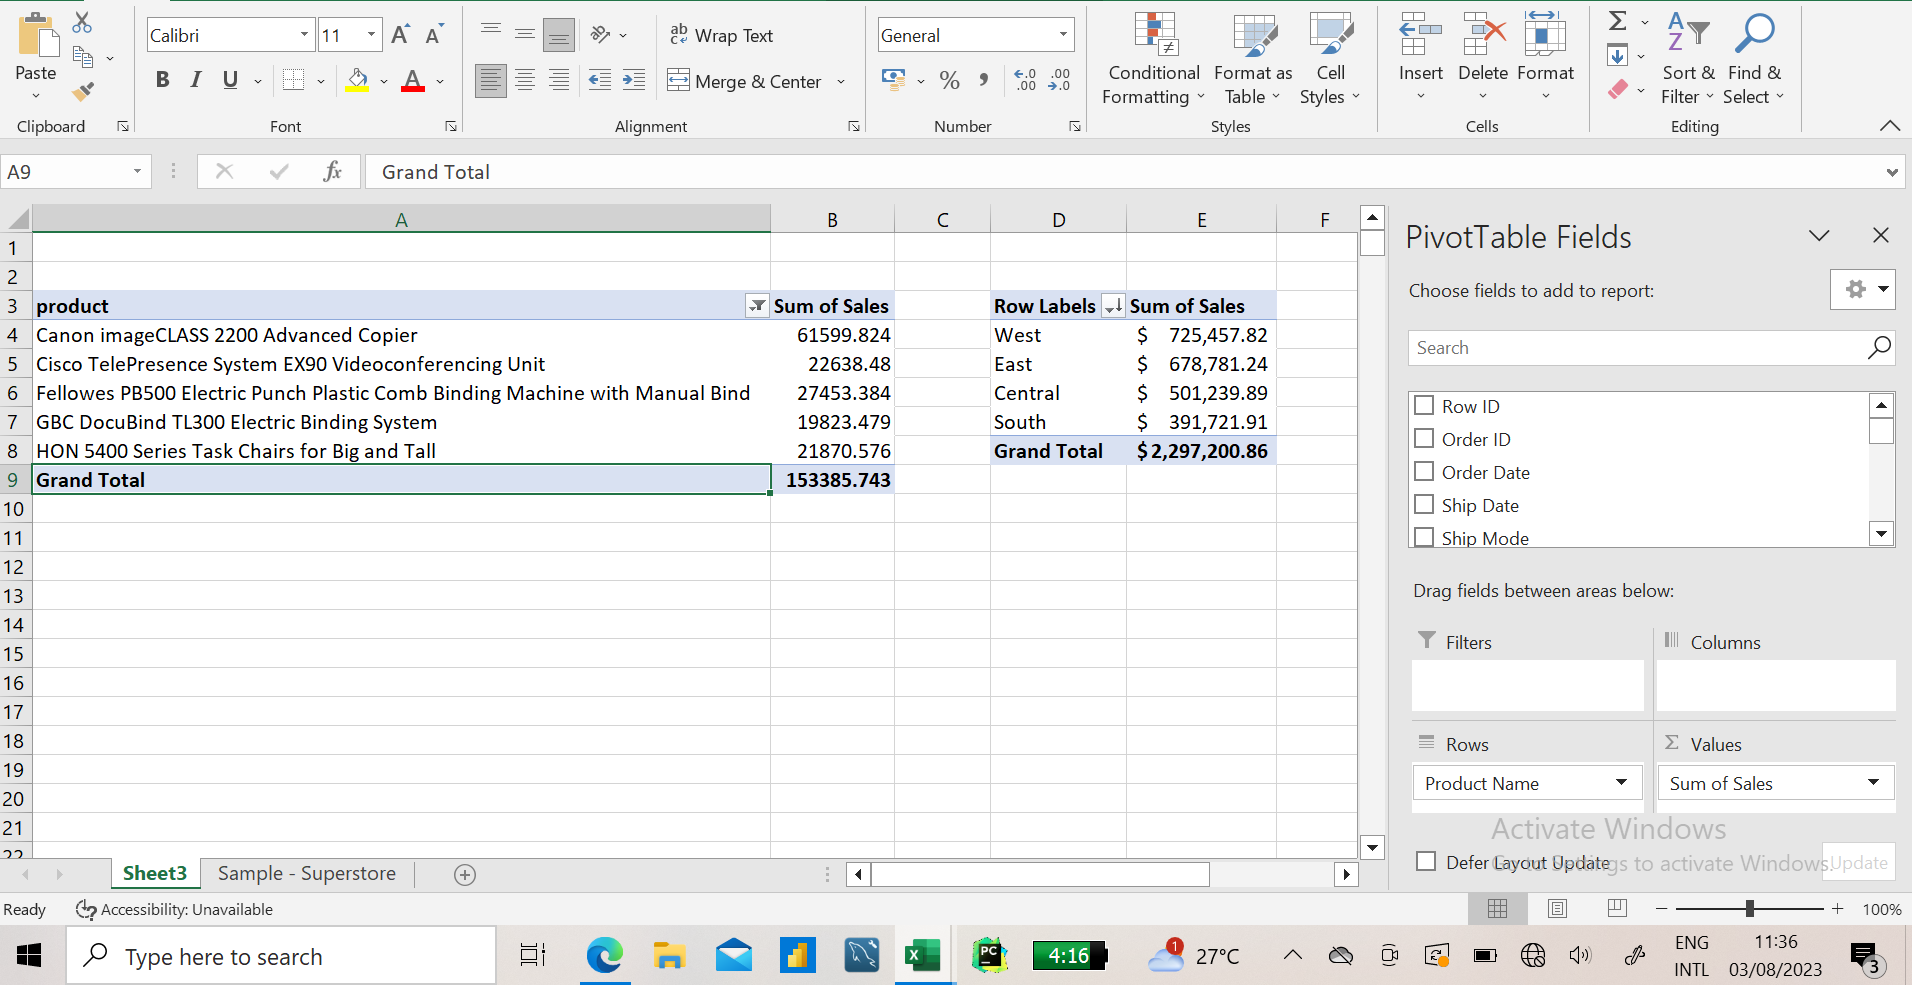 Calibri 11 ab Wrap Text General
Paste B I U A Merge & Center % , Conditional Formatting Format as Table Cell Styles Insert Delete Format Sort & Filter Find & Select
Clipboard Font Alignment Number Styles Cells Editing
A9 fx Grand Total
A B C D E F
1
2
3 product Sum of Sales Row Labels Sum of Sales
4 Canon imageCLASS 2200 Advanced Copier 61599.824 West $ 725,457.82
5 Cisco TelePresence System EX90 Videoconferencing Unit 22638.48 East $ 678,781.24
6 Fellowes PB500 Electric Punch Plastic Comb Binding Machine with Manual Bind 27453.384 Central $ 501,239.89
7 GBC DocuBind TL300 Electric Binding System 19823.479 South $ 391,721.91
8 HON 5400 Series Task Chairs for Big and Tall 21870.576 Grand Total $2,297,200.86
9 Grand Total 153385.743
10
11
12
13
14
15
16
17
18
19
20
21
22
PivotTable Fields
Choose fields to add to report:
Search
Row ID
Order ID
Order Date
Ship Date
Ship Mode
Drag fields between areas below:
Filters Columns
Rows Σ Values
Product Name Sum of Sales
Activate Windows
Defer Layout Update Go to Settings to activate Windows. Update
Sheet3 Sample - Superstore
Ready Accessibility: Unavailable 100%
Type here to search PC 4:16 1 27°C ENG INTL 11:36 03/08/2023 3